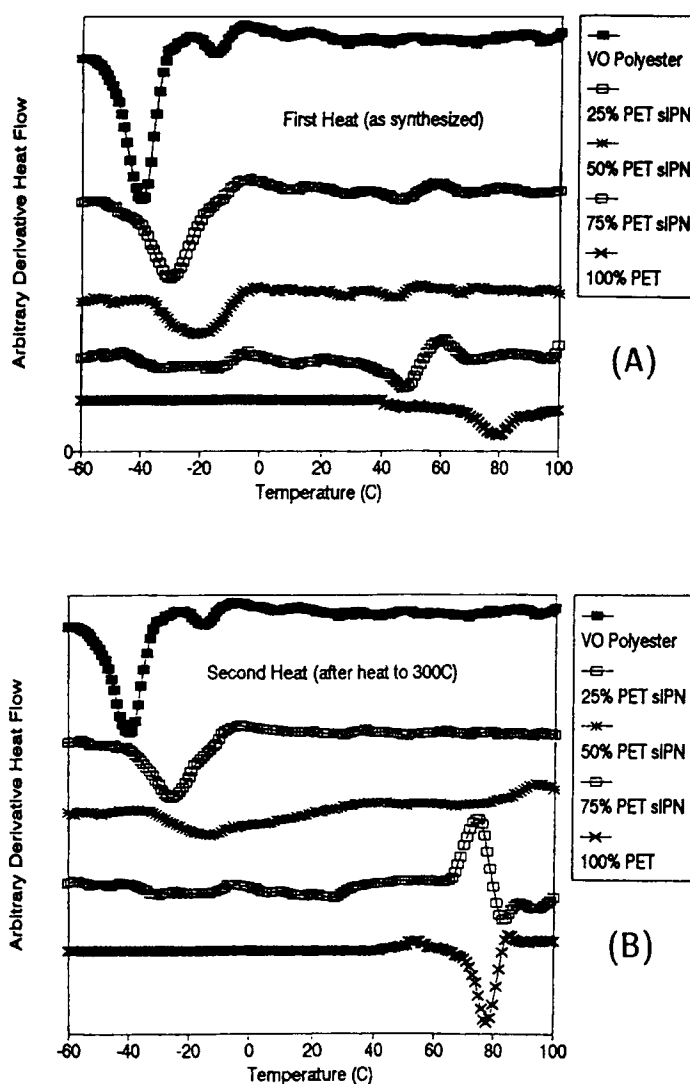 Arbitrary Derivative Heat Flow
First Heat (as synthesized)
0
-60 -40 -20 0 20 40 60 80 100
Temperature (C)
VO Polyester
25% PET sIPN
50% PET sIPN
75% PET sIPN
100% PET
(A)
Arbitrary Derivative Heat Flow
Second Heat (after heat to 300C)
-60 -40 -20 0 20 40 60 80 100
Temperature (C)
VO Polyester
25% PET sIPN
50% PET sIPN
75% PET sIPN
100% PET
(B)